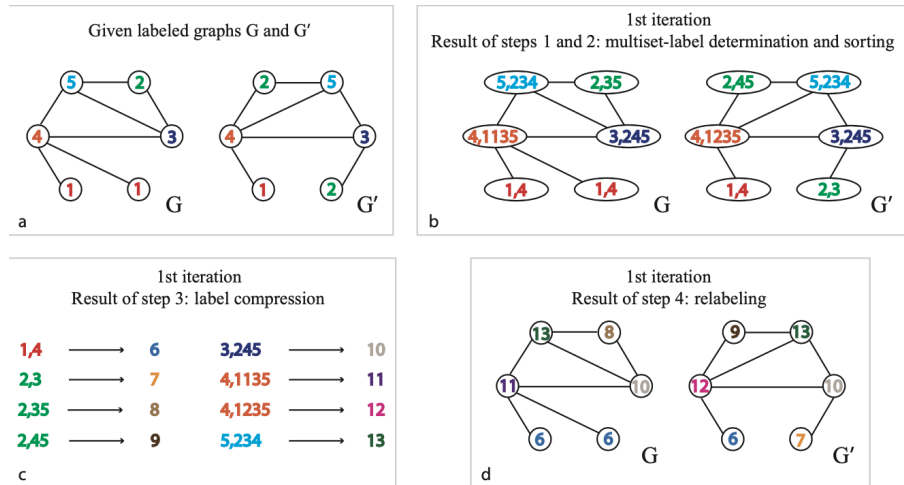 Given labeled graphs G and G′
5 2
4 3
1 1
G
2 5
4 3
1 2
G′
a
1st iteration
Result of steps 1 and 2: multiset-label determination and sorting
5,234 2,35
4,1135 3,245
1,4 1,4
G
2,45 5,234
4,1235 3,245
1,4 2,3
G′
b
1st iteration
Result of step 3: label compression
1,4 → 6 3,245 → 10
2,3 → 7 4,1135 → 11
2,35 → 8 4,1235 → 12
2,45 → 9 5,234 → 13
c
1st iteration
Result of step 4: relabeling
13 8
11 10
6 6
G
9 13
12 10
6 7
G′
d